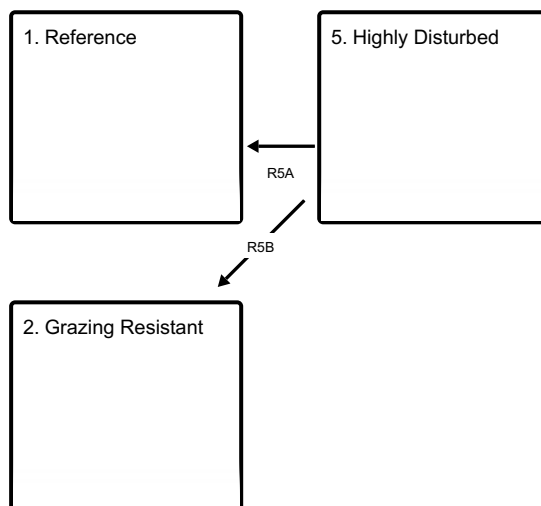 1. Reference
5. Highly Disturbed
R5A
R5B
2. Grazing Resistant